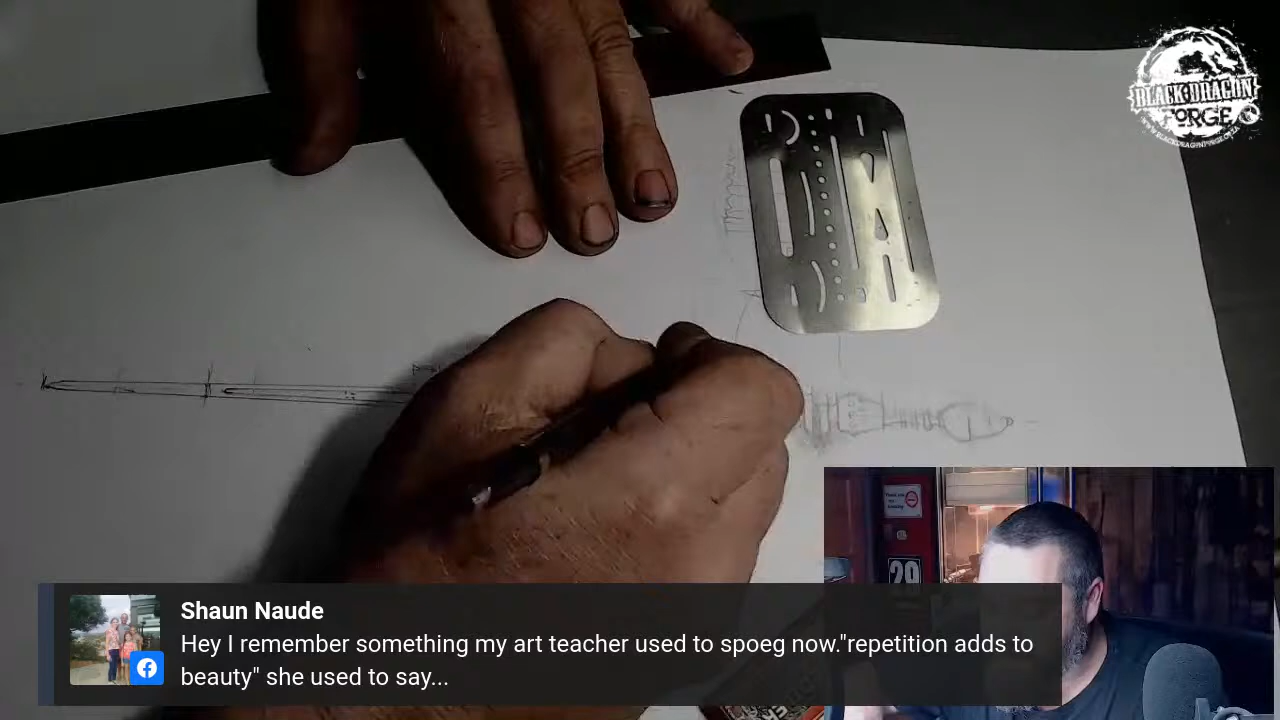 BLACK DRAGON
FORGE
29
Shaun Naude
Hey I remember something my art teacher used to spoeg now."repetition adds to
beauty" she used to say...